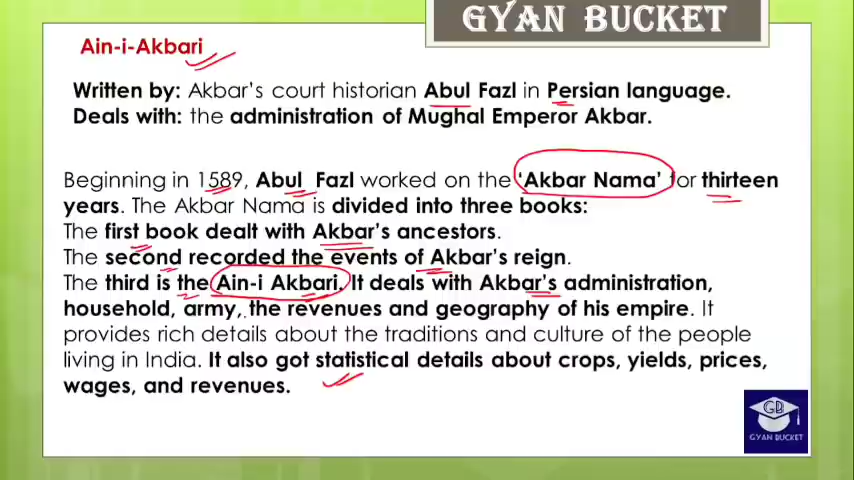 GYAN BUCKET
Ain-i-Akbari
Written by: Akbar's court historian Abul Fazl in Persian language.
Deals with: the administration of Mughal Emperor Akbar.
Beginning in 1589, Abul Fazl worked on the 'Akbar Nama' for thirteen
years. The Akbar Nama is divided into three books:
The first book dealt with Akbar's ancestors.
The second recorded the events of Akbar's reign.
The third is the Ain-i Akbari. It deals with Akbar's administration,
household, army, the revenues and geography of his empire. It
provides rich details about the traditions and culture of the people
living in India. It also got statistical details about crops, yields, prices,
wages, and revenues.
GB
GYAN BUCKET